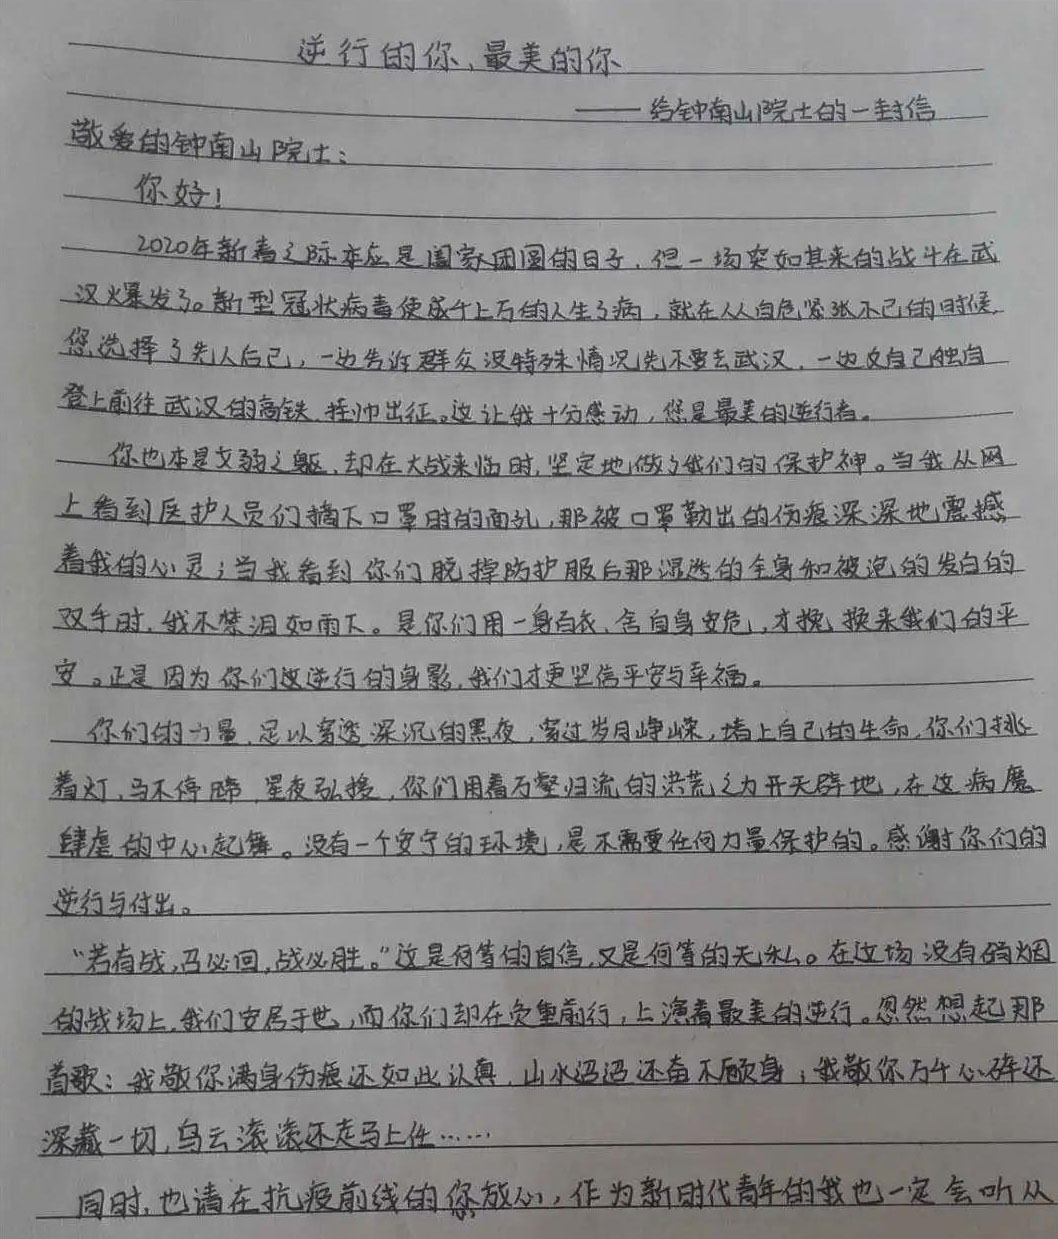 逆行的你,最美的你
——给钟南山院士的一封信
敬爱的钟南山院士:
你好!
2020年新春之际本应是阖家团圆的日子,但一场突如其来的战斗在武
汉爆发了。新型冠状病毒使成千上万的人生了病,就在人人自危紧张不已的时候,
您选择了先人后己,一边告诉群众没特殊情况先不要去武汉,一边又自己独自
登上前往武汉的高铁,挂帅出征。这让我十分感动,您是最美的逆行者。
你也本是文弱之躯,却在大战来临时,坚定地做了我们的保护神。当我从网
上看到医护人员们摘下口罩时的面孔,那被口罩勒出的伤痕深深地震撼
着我的心灵;当我看到你们脱掉防护服后那湿透的全身和被泡的发白的
双手时,我不禁泪如雨下。是你们用一身白衣,舍自身安危,才换来我们的平
安。正是因为你们这逆行的身影,我们才更坚信平安与幸福。
你们的力量,足以穿透深沉的黑夜,穿过岁月峥嵘,堵上自己的生命,你们挑
着灯,马不停蹄,星夜弛援,你们用着万壑归流的洪荒之力开天辟地,在这病魔
肆虐的中心起舞。没有一个安宁的环境,是不需要任何力量保护的。感谢你们的
逆行与付出。
“若有战,召必回,战必胜。”这是何等的自信,又是何等的无私。在这场没有硝烟
的战场上,我们安居于世,而你们却在负重前行,上演着最美的逆行。忽然想起那
首歌:我敬你满身伤痕还如此认真,山水迢迢还奋不顾身;我敬你万千心碎还
深藏一切,乌云滚滚还走马上任……
同时,也请在抗疫前线的您放心,作为新时代青年的我也一定会听从